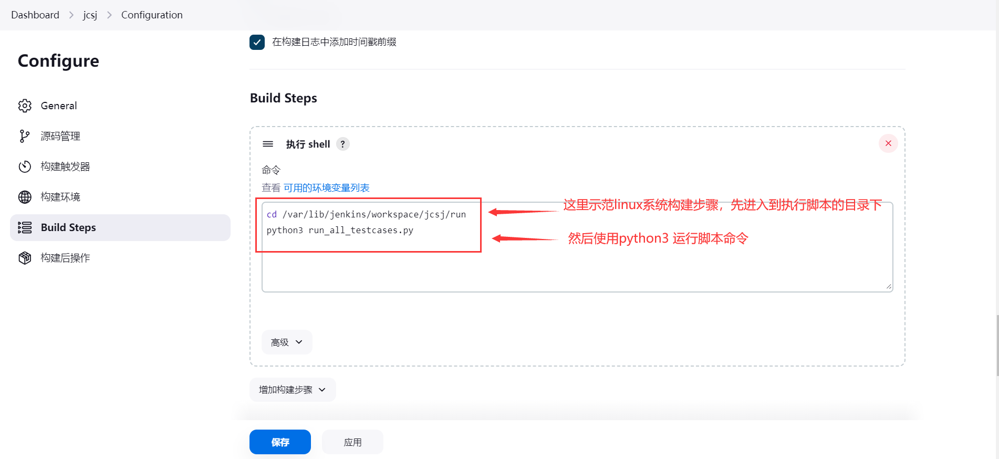 Dashboard > jcsj > Configuration
在构建日志中添加时间戳前缀
Configure
General
源码管理
构建触发器
构建环境
Build Steps
构建后操作
Build Steps
执行 shell ?
命令
查看 可用的环境变量列表
cd /var/lib/jenkins/workspace/jcsj/run
python3 run_all_testcases.py
这里示范linux系统构建步骤，先进入到执行脚本的目录下
然后使用python3 运行脚本命令
高级
增加构建步骤
保存
应用